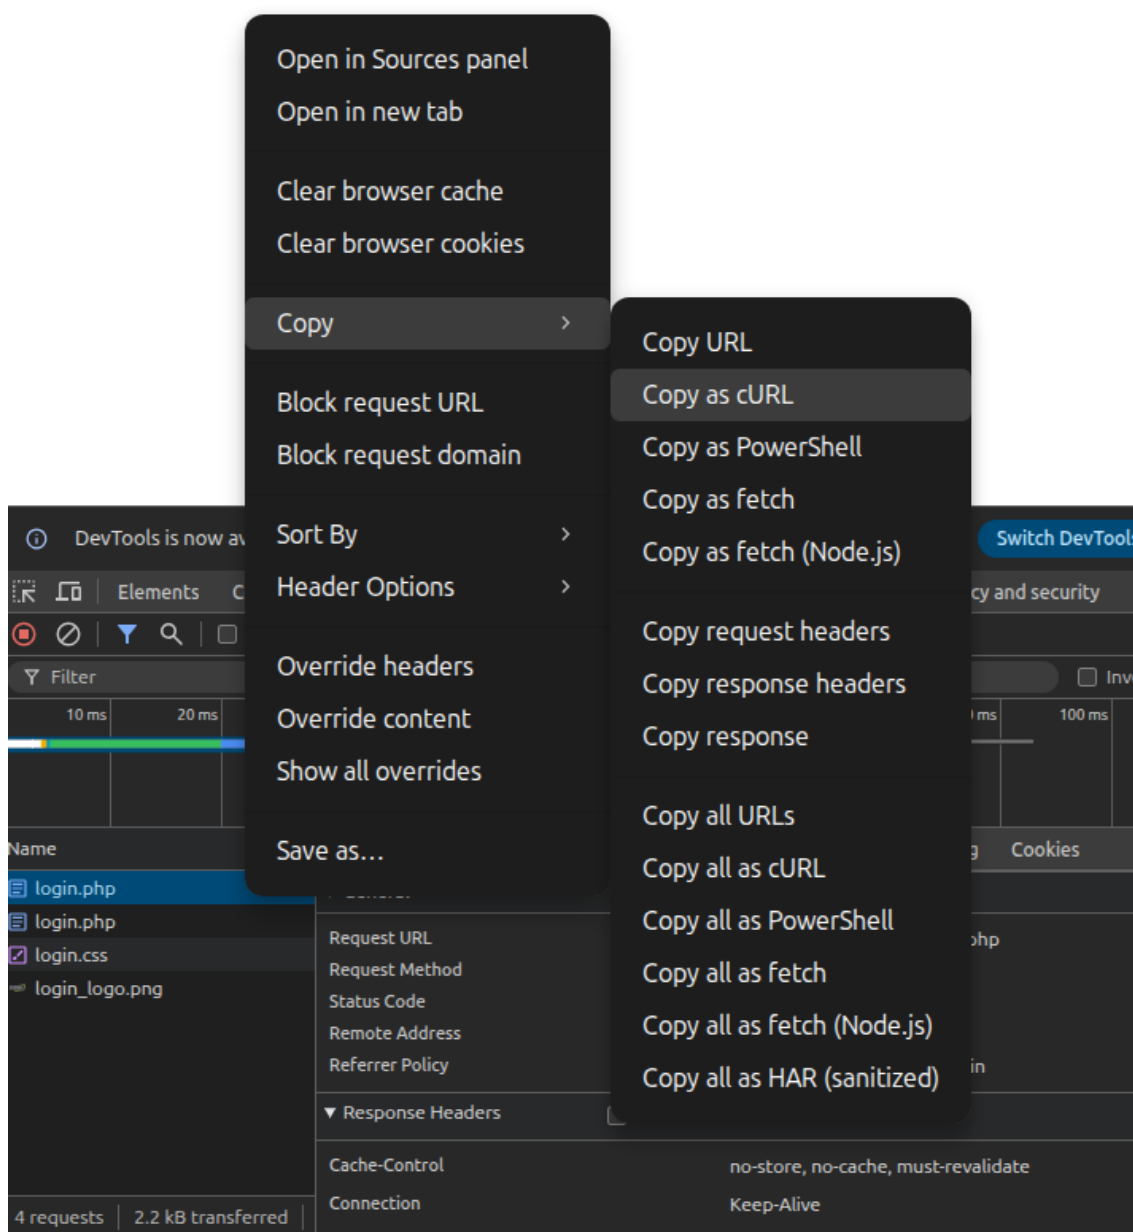 Open in Sources panel
Open in new tab
Clear browser cache
Clear browser cookies
Copy
Block request URL
Block request domain
Sort By
Header Options
Override headers
Override content
Show all overrides
Save as...
Copy URL
Copy as cURL
Copy as PowerShell
Copy as fetch
Copy as fetch (Node.js)
Copy request headers
Copy response headers
Copy response
Copy all URLs
Copy all as cURL
Copy all as PowerShell
Copy all as fetch
Copy all as fetch (Node.js)
Copy all as HAR (sanitized)
DevTools is now
Switch DevTools
Elements
and security
Filter
10 ms 20 ms ms 100 ms
Name
Cookies
login.php
login.php
login.css
login_logo.png
Request URL
Request Method
Status Code
Remote Address
Referrer Policy
Response Headers
Cache-Control no-store, no-cache, must-revalidate
Connection Keep-Alive
4 requests 2.2 kB transferred